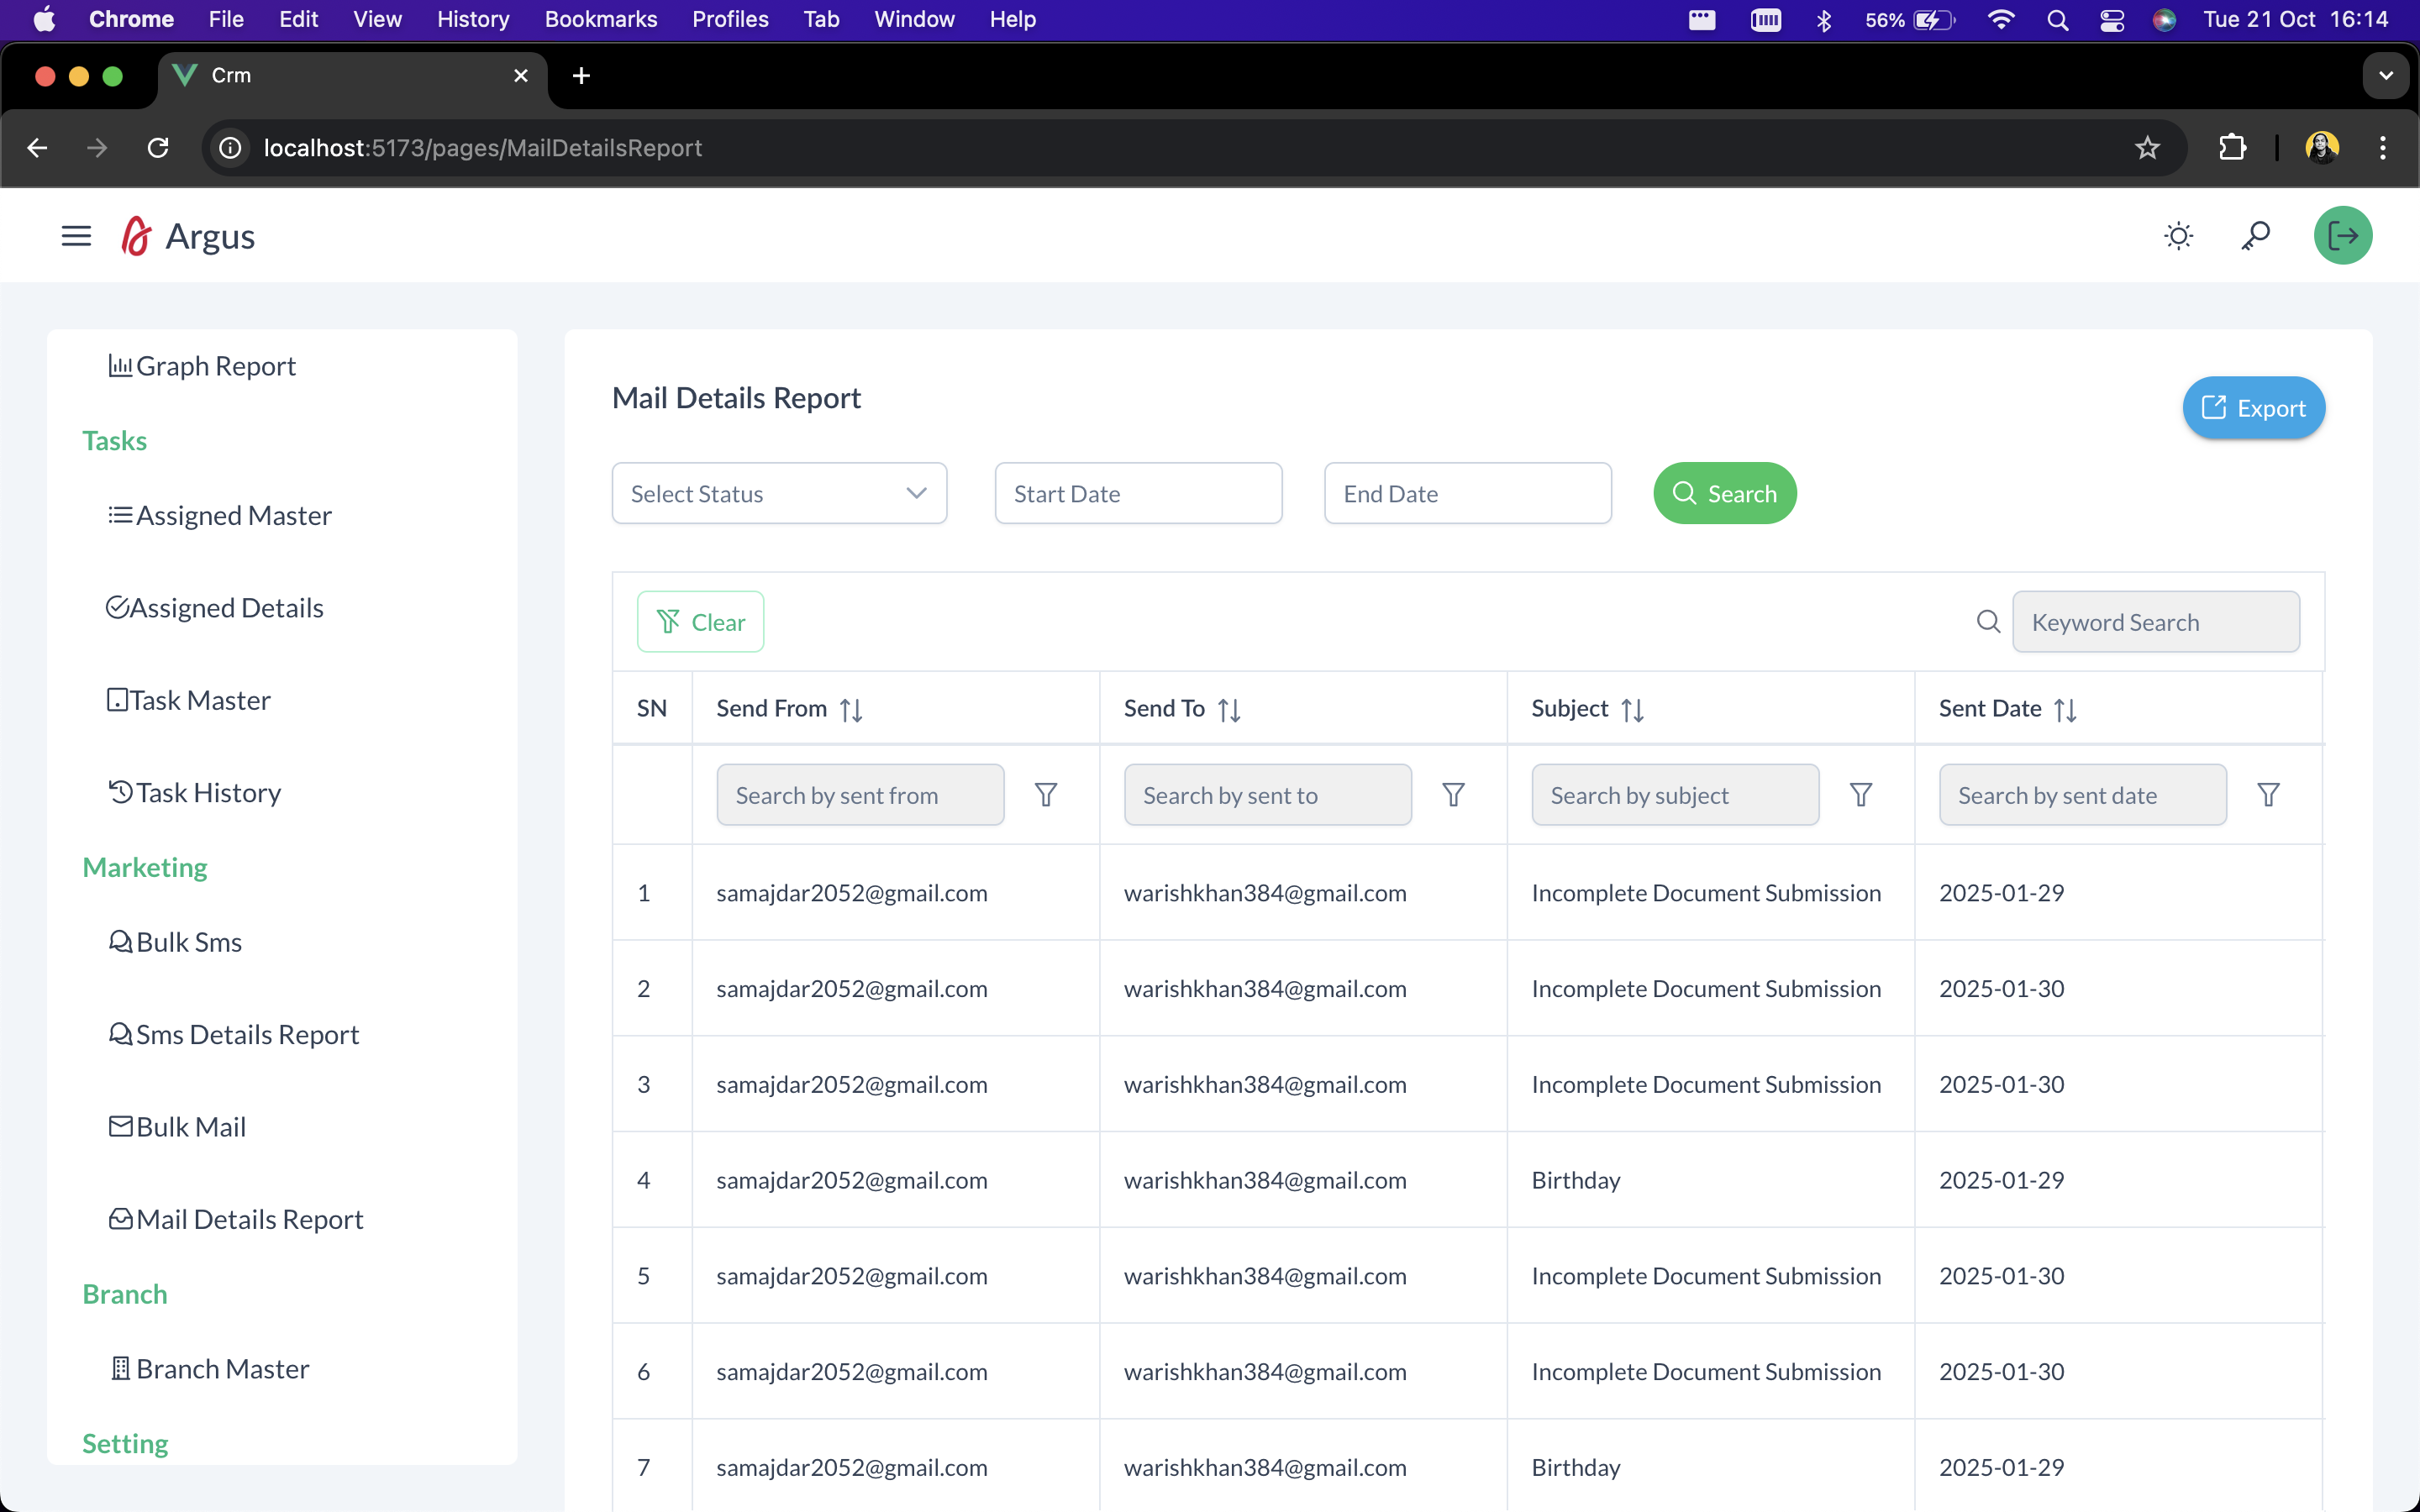 Chrome File Edit View History Bookmarks Profiles Tab Window Help 56% Tue 21 Oct 16:14
Crm
localhost:5173/pages/MailDetailsReport
Argus
Graph Report
Tasks
Assigned Master
Assigned Details
Task Master
Task History
Marketing
Bulk Sms
Sms Details Report
Bulk Mail
Mail Details Report
Branch
Branch Master
Setting
Mail Details Report
Export
Select Status Start Date End Date Search
Clear Keyword Search
SN Send From Send To Subject Sent Date
Search by sent from Search by sent to Search by subject Search by sent date
1 samajdar2052@gmail.com warishkhan384@gmail.com Incomplete Document Submission 2025-01-29
2 samajdar2052@gmail.com warishkhan384@gmail.com Incomplete Document Submission 2025-01-30
3 samajdar2052@gmail.com warishkhan384@gmail.com Incomplete Document Submission 2025-01-30
4 samajdar2052@gmail.com warishkhan384@gmail.com Birthday 2025-01-29
5 samajdar2052@gmail.com warishkhan384@gmail.com Incomplete Document Submission 2025-01-30
6 samajdar2052@gmail.com warishkhan384@gmail.com Incomplete Document Submission 2025-01-30
7 samajdar2052@gmail.com warishkhan384@gmail.com Birthday 2025-01-29